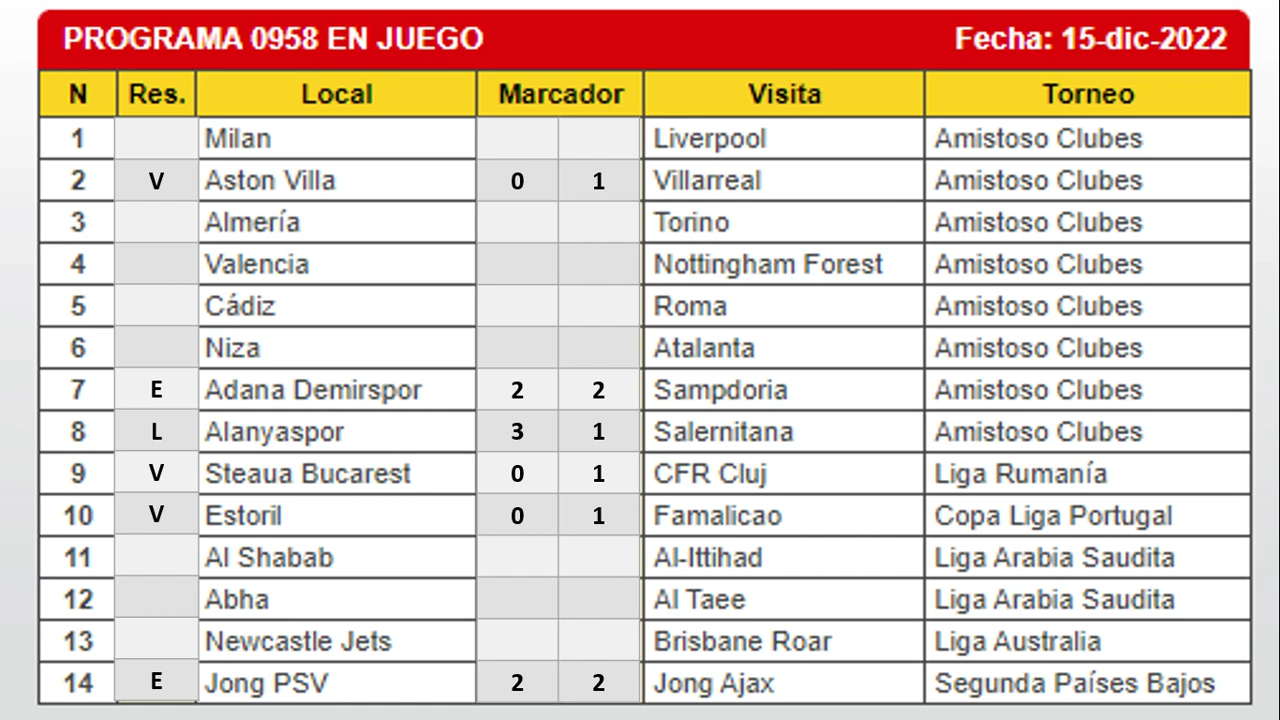 PROGRAMA 0958 EN JUEGO Fecha: 15-dic-2022
N Res. Local Marcador Visita Torneo
1 Milan Liverpool Amistoso Clubes
2 V Aston Villa 0 1 Villarreal Amistoso Clubes
3 Almería Torino Amistoso Clubes
4 Valencia Nottingham Forest Amistoso Clubes
5 Cádiz Roma Amistoso Clubes
6 Niza Atalanta Amistoso Clubes
7 E Adana Demirspor 2 2 Sampdoria Amistoso Clubes
8 L Alanyaspor 3 1 Salernitana Amistoso Clubes
9 V Steaua Bucarest 0 1 CFR Cluj Liga Rumanía
10 V Estoril 0 1 Famalicao Copa Liga Portugal
11 Al Shabab Al-Ittihad Liga Arabia Saudita
12 Abha Al Taee Liga Arabia Saudita
13 Newcastle Jets Brisbane Roar Liga Australia
14 E Jong PSV 2 2 Jong Ajax Segunda Países Bajos